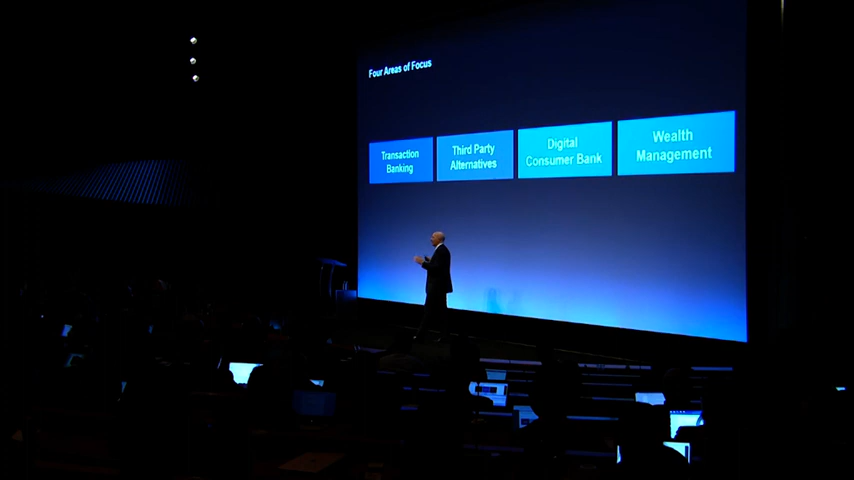 Four Areas of Focus
Transaction
Banking
Third Party
Alternatives
Digital
Consumer Bank
Wealth
Management